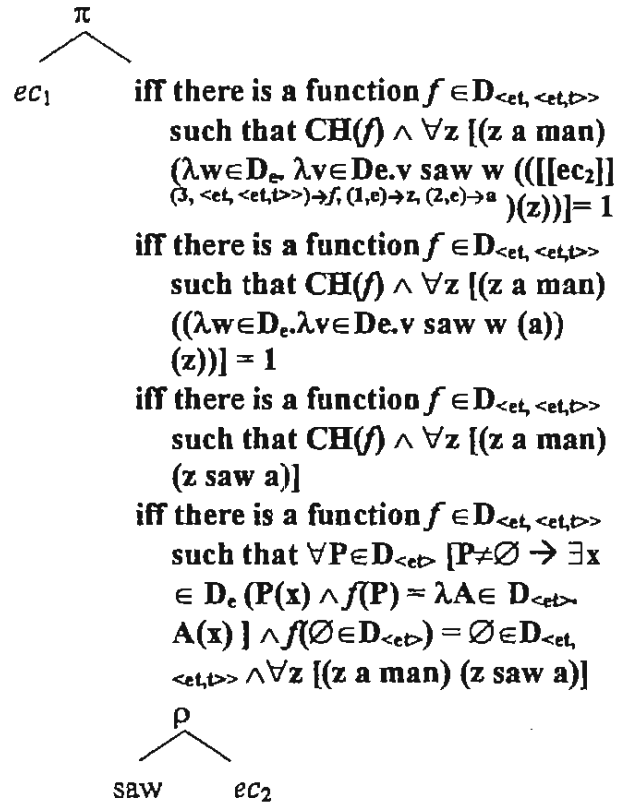 π
ec₁ iff there is a function f ∈D<et, <et,t>>
such that CH(f) ∧ ∀z [(z a man)
(λw∈Dₑ. λv∈De.v saw w (([[ec₂]]
(3, <et, <et,t>>)→f, (1,e)→z, (2,e)→a )(z))]= 1
iff there is a function f ∈D<et, <et,t>>
such that CH(f) ∧ ∀z [(z a man)
((λw∈Dₑ.λv∈De.v saw w (a))
(z))] = 1
iff there is a function f ∈D<et, <et,t>>
such that CH(f) ∧ ∀z [(z a man)
(z saw a)]
iff there is a function f ∈D<et, <et,t>>
such that ∀P∈D<et> [P≠∅ → ∃x
∈ Dₑ (P(x) ∧ f(P) = λA∈ D<et>.
A(x) ] ∧ f(∅∈D<et>) = ∅∈D<et,
<et,t>> ∧∀z [(z a man) (z saw a)]
ρ
saw ec₂